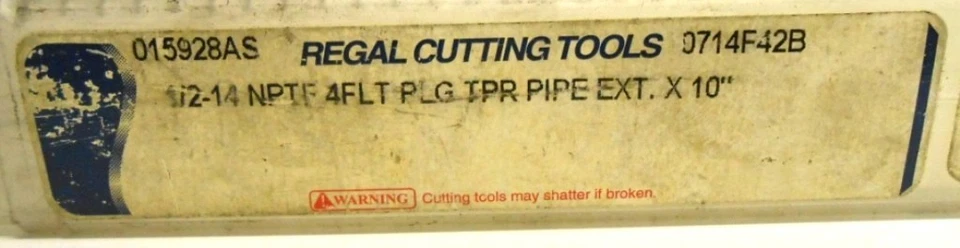 015928AS REGAL CUTTING TOOLS 0714F42B
1/2-14 NPTF 4FLT PLG TPR PIPE EXT. X 10"
WARNING Cutting tools may shatter if broken.